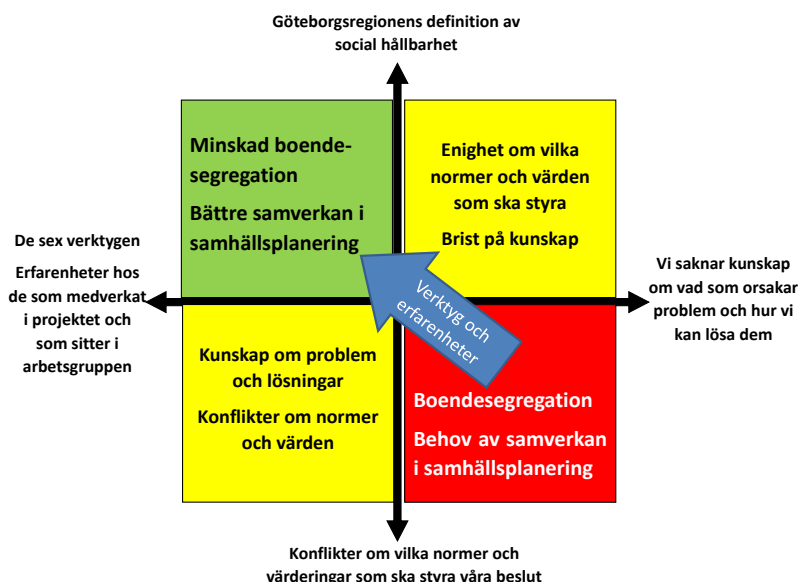 Göteborgsregionens definition av
social hållbarhet
Minskad boende-
segregation
Bättre samverkan i
samhällsplanering
Enighet om vilka
normer och värden
som ska styra
Brist på kunskap
De sex verktygen
Erfarenheter hos
de som medverkat
i projektet och
som sitter i
arbetsgruppen
Verktyg och
erfarenheter
Vi saknar kunskap
om vad som orsakar
problem och hur vi
kan lösa dem
Kunskap om problem
och lösningar
Konflikter om normer
och värden
Boendesegregation
Behov av samverkan
i samhällsplanering
Konflikter om vilka normer och
värderingar som ska styra våra beslut